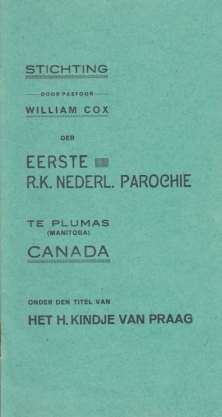 STICHTING
DOOR PASTOOR
WILLIAM COX
DER
EERSTE
R.K. NEDERL. PAROCHIE
TE PLUMAS
(MANITOBA)
CANADA
ONDER DEN TITEL VAN
HET H. KINDJE VAN PRAAG